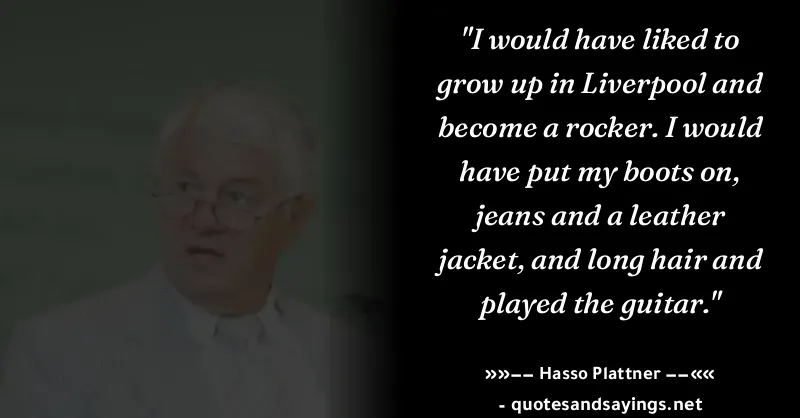 "I would have liked to
grow up in Liverpool and
become a rocker. I would
have put my boots on,
jeans and a leather
jacket, and long hair and
played the guitar."
»»−− Hasso Plattner −−««
- quotesandsayings.net